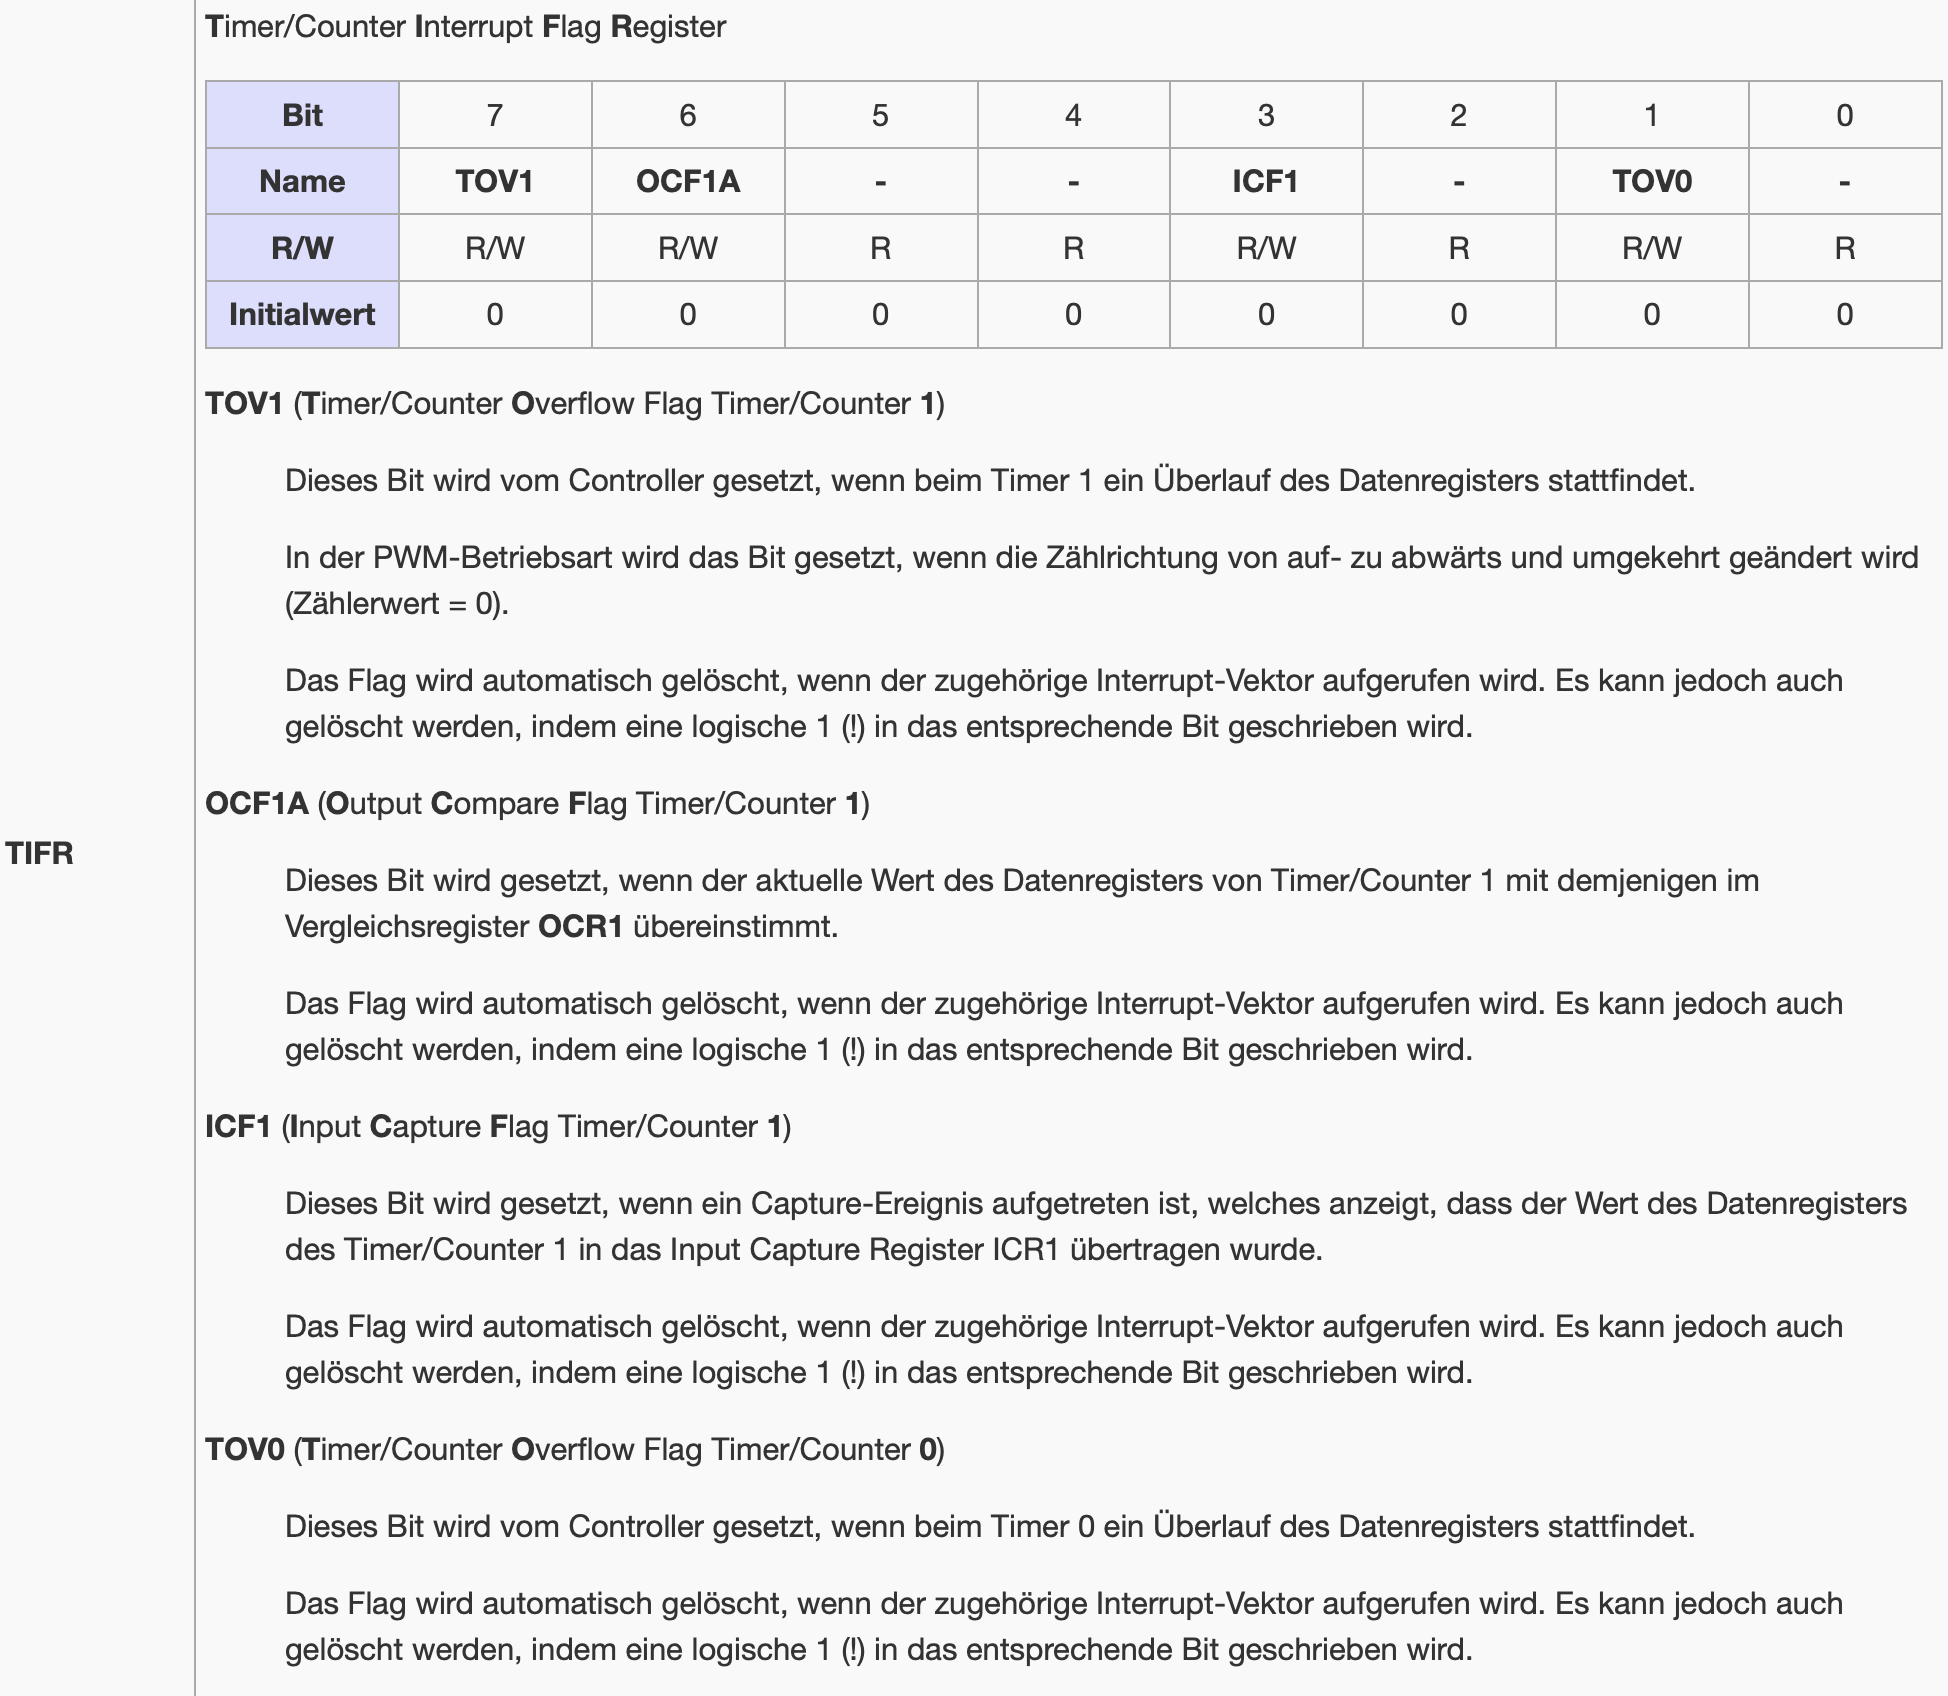 Timer/Counter Interrupt Flag Register
Bit 7 6 5 4 3 2 1 0
Name TOV1 OCF1A - - ICF1 - TOV0 -
R/W R/W R/W R R R/W R R/W R
Initialwert 0 0 0 0 0 0 0 0
TOV1 (Timer/Counter Overflow Flag Timer/Counter 1)
Dieses Bit wird vom Controller gesetzt, wenn beim Timer 1 ein Überlauf des Datenregisters stattfindet.
In der PWM-Betriebsart wird das Bit gesetzt, wenn die Zählrichtung von auf- zu abwärts und umgekehrt geändert wird
(Zählerwert = 0).
Das Flag wird automatisch gelöscht, wenn der zugehörige Interrupt-Vektor aufgerufen wird. Es kann jedoch auch
gelöscht werden, indem eine logische 1 (!) in das entsprechende Bit geschrieben wird.
OCF1A (Output Compare Flag Timer/Counter 1)
TIFR
Dieses Bit wird gesetzt, wenn der aktuelle Wert des Datenregisters von Timer/Counter 1 mit demjenigen im
Vergleichsregister OCR1 übereinstimmt.
Das Flag wird automatisch gelöscht, wenn der zugehörige Interrupt-Vektor aufgerufen wird. Es kann jedoch auch
gelöscht werden, indem eine logische 1 (!) in das entsprechende Bit geschrieben wird.
ICF1 (Input Capture Flag Timer/Counter 1)
Dieses Bit wird gesetzt, wenn ein Capture-Ereignis aufgetreten ist, welches anzeigt, dass der Wert des Datenregisters
des Timer/Counter 1 in das Input Capture Register ICR1 übertragen wurde.
Das Flag wird automatisch gelöscht, wenn der zugehörige Interrupt-Vektor aufgerufen wird. Es kann jedoch auch
gelöscht werden, indem eine logische 1 (!) in das entsprechende Bit geschrieben wird.
TOV0 (Timer/Counter Overflow Flag Timer/Counter 0)
Dieses Bit wird vom Controller gesetzt, wenn beim Timer 0 ein Überlauf des Datenregisters stattfindet.
Das Flag wird automatisch gelöscht, wenn der zugehörige Interrupt-Vektor aufgerufen wird. Es kann jedoch auch
gelöscht werden, indem eine logische 1 (!) in das entsprechende Bit geschrieben wird.